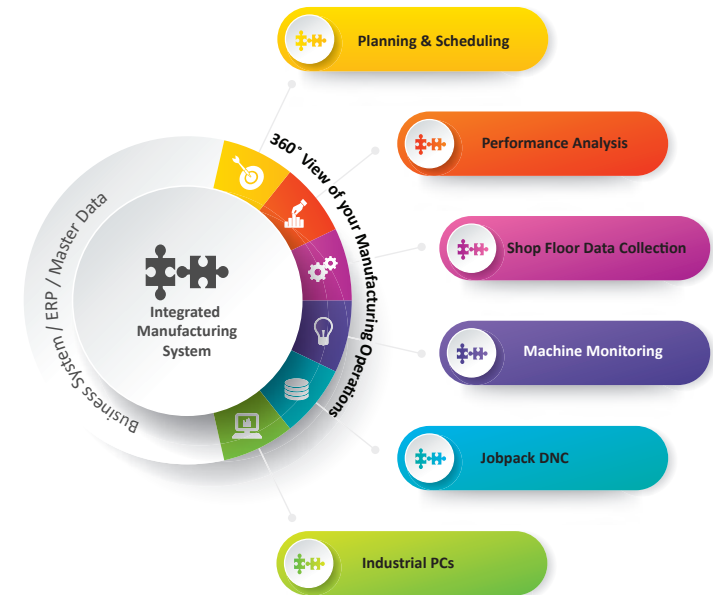 Planning & Scheduling
Performance Analysis
Shop Floor Data Collection
Machine Monitoring
Jobpack DNC
Industrial PCs
360° View of your Manufacturing Operations
Business System / ERP / Master Data
Integrated
Manufacturing
System